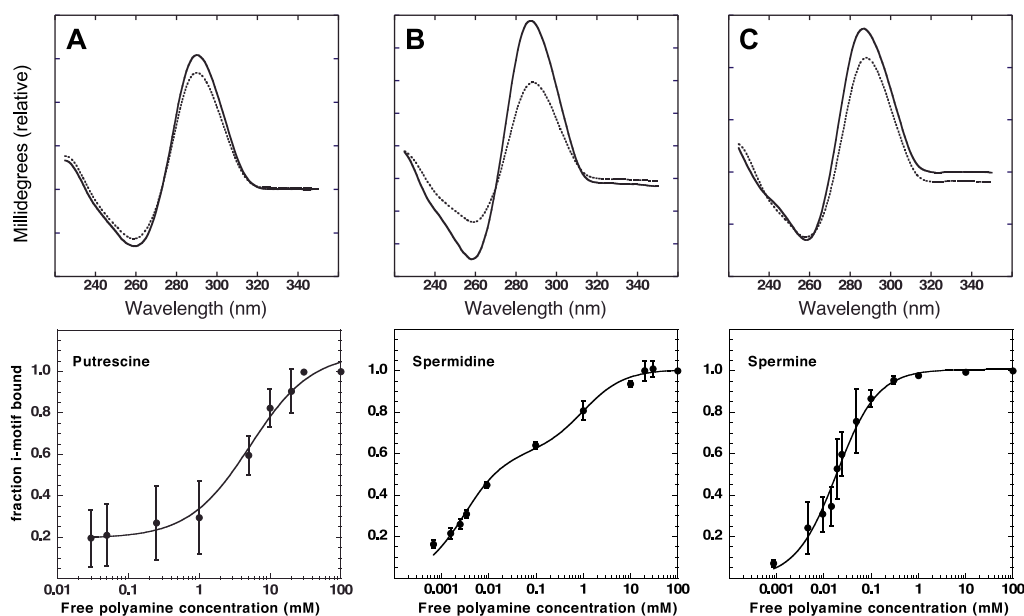 A
B
C
Millidegrees (relative)
240 260 280 300 320 340
240 260 280 300 320 340
240 260 280 300 320 340
Wavelength (nm)
Wavelength (nm)
Wavelength (nm)
Putrescine
Spermidine
Spermine
fraction i-motif bound
1.0
0.8
0.6
0.4
0.2
1.0
0.8
0.6
0.4
0.2
1.0
0.8
0.6
0.4
0.2
0.01 0.1 1 10 100
0.001 0.01 0.1 1 10 100
0.001 0.01 0.1 1 10 100
Free polyamine concentration (mM)
Free polyamine concentration (mM)
Free polyamine concentration (mM)